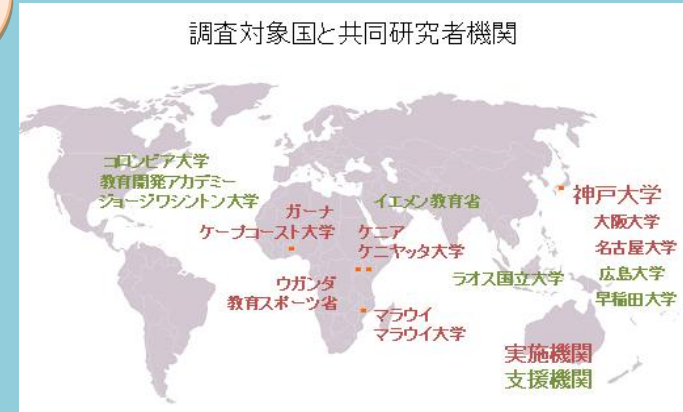 調査対象国と共同研究者機関
コロンビア大学
教育開発アカデミー
ジョージワシントン大学
ガーナ
ケープコースト大学
イエメン教育省
ケニア
ケニヤッタ大学
ウガンダ
教育スポーツ省
マラウイ
マラウイ大学
ラオス国立大学
神戸大学
大阪大学
名古屋大学
広島大学
早稲田大学
実施機関
支援機関